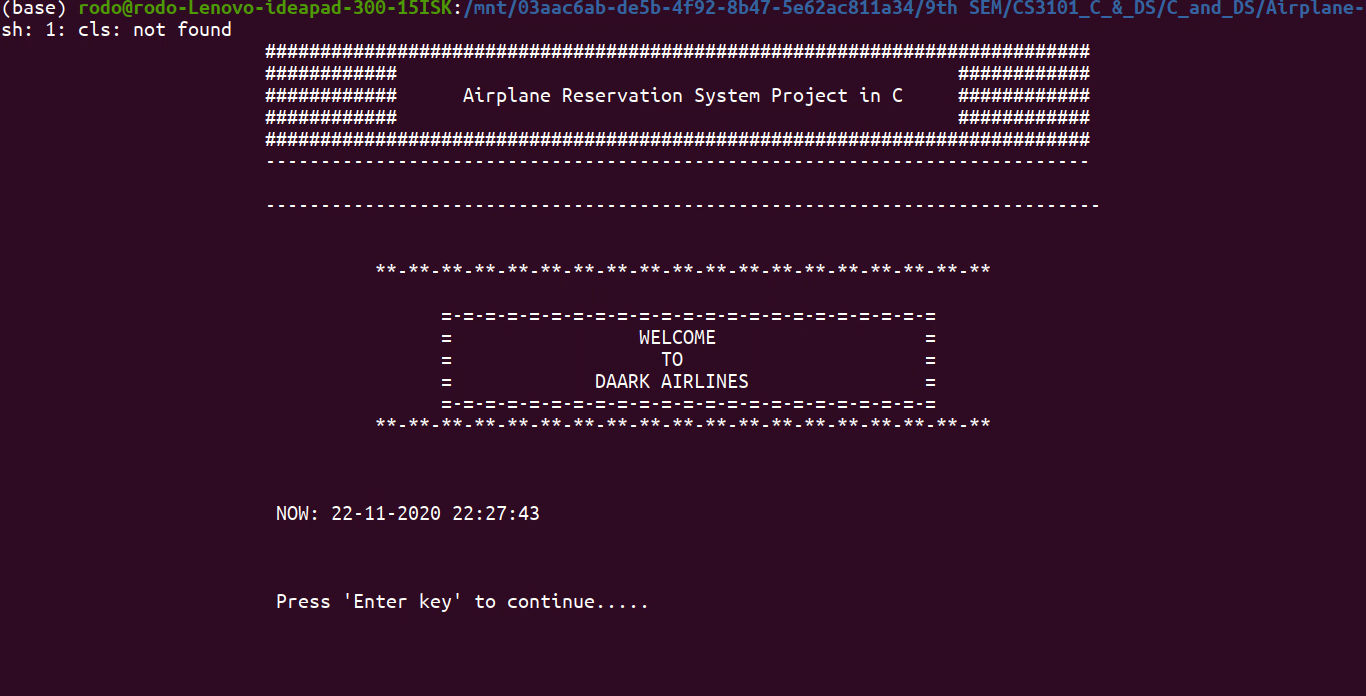 (base) rodo@rodo-Lenovo-ideapad-300-15ISK:/mnt/03aac6ab-de5b-4f92-8b47-5e62ac811a34/9th SEM/CS3101_C_&_DS/C_and_DS/Airplane-
sh: 1: cls: not found
###########################################################################
############ ############
############ Airplane Reservation System Project in C ############
############ ############
###########################################################################
---------------------------------------------------------------------------
----------------------------------------------------------------------------
**-**-**-**-**-**-**-**-**-**-**-**-**-**-**-**-**-**-**
=-=-=-=-=-=-=-=-=-=-=-=-=-=-=-=-=-=-=-=-=-=-=
= WELCOME =
= TO =
= DAARK AIRLINES =
=-=-=-=-=-=-=-=-=-=-=-=-=-=-=-=-=-=-=-=-=-=-=
**-**-**-**-**-**-**-**-**-**-**-**-**-**-**-**-**-**-**
NOW: 22-11-2020 22:27:43
Press 'Enter key' to continue.....